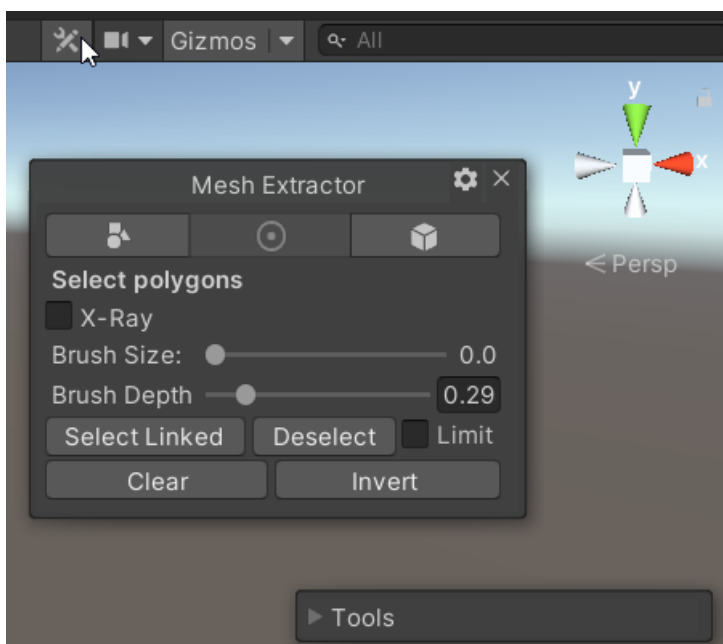 Gizmos All
y
x
Mesh Extractor
Persp
Select polygons
X-Ray
Brush Size: 0.0
Brush Depth 0.29
Select Linked Deselect Limit
Clear Invert
Tools